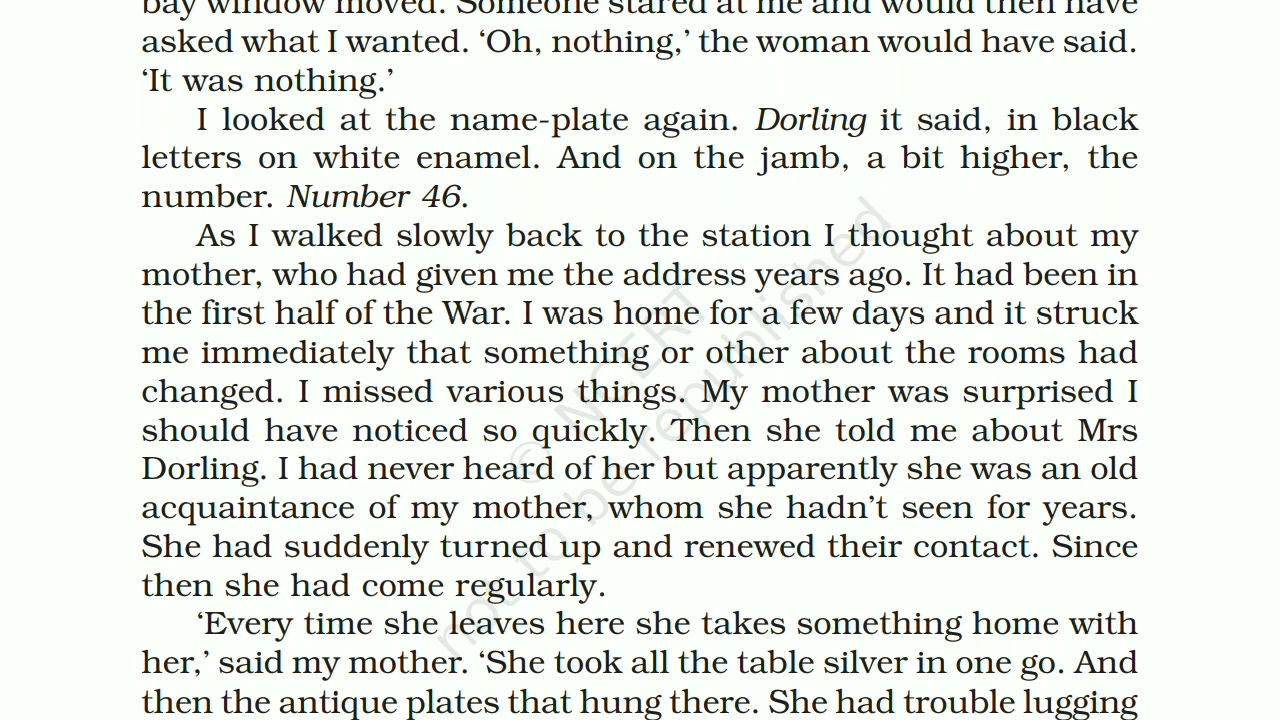 bay window moved. Someone stared at me and would then have
asked what I wanted. ‘Oh, nothing,’ the woman would have said.
‘It was nothing.’
I looked at the name-plate again. Dorling it said, in black
letters on white enamel. And on the jamb, a bit higher, the
number. Number 46.
As I walked slowly back to the station I thought about my
mother, who had given me the address years ago. It had been in
the first half of the War. I was home for a few days and it struck
me immediately that something or other about the rooms had
changed. I missed various things. My mother was surprised I
should have noticed so quickly. Then she told me about Mrs
Dorling. I had never heard of her but apparently she was an old
acquaintance of my mother, whom she hadn’t seen for years.
She had suddenly turned up and renewed their contact. Since
then she had come regularly.
‘Every time she leaves here she takes something home with
her,’ said my mother. ‘She took all the table silver in one go. And
then the antique plates that hung there. She had trouble lugging
© NCERT
not to be republished